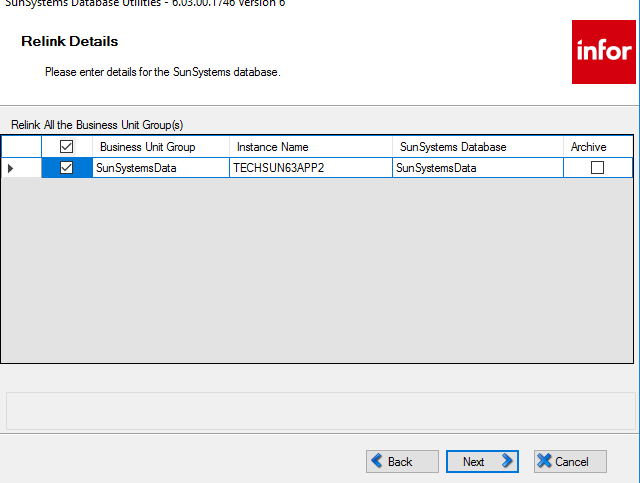 SunSystems Database Utilities - 6.03.00.1746 Version 6
Relink Details
Please enter details for the SunSystems database.
infor
Relink All the Business Unit Group(s)
Business Unit Group Instance Name SunSystems Database Archive
SunSystemsData TECHSUN63APP2 SunSystemsData
Back Next Cancel